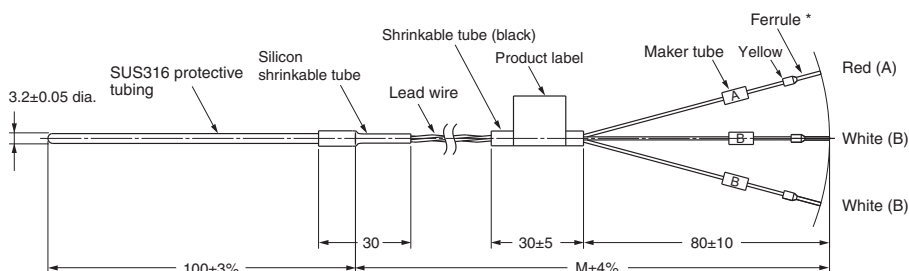 Ferrule *
Shrinkable tube (black)
Maker tube
Yellow
Red (A)
Silicon
shrinkable tube
Product label
SUS316 protective
tubing
3.2±0.05 dia.
Lead wire
A
B
White (B)
B
White (B)
30
30±5
80±10
100±3%
M±4%